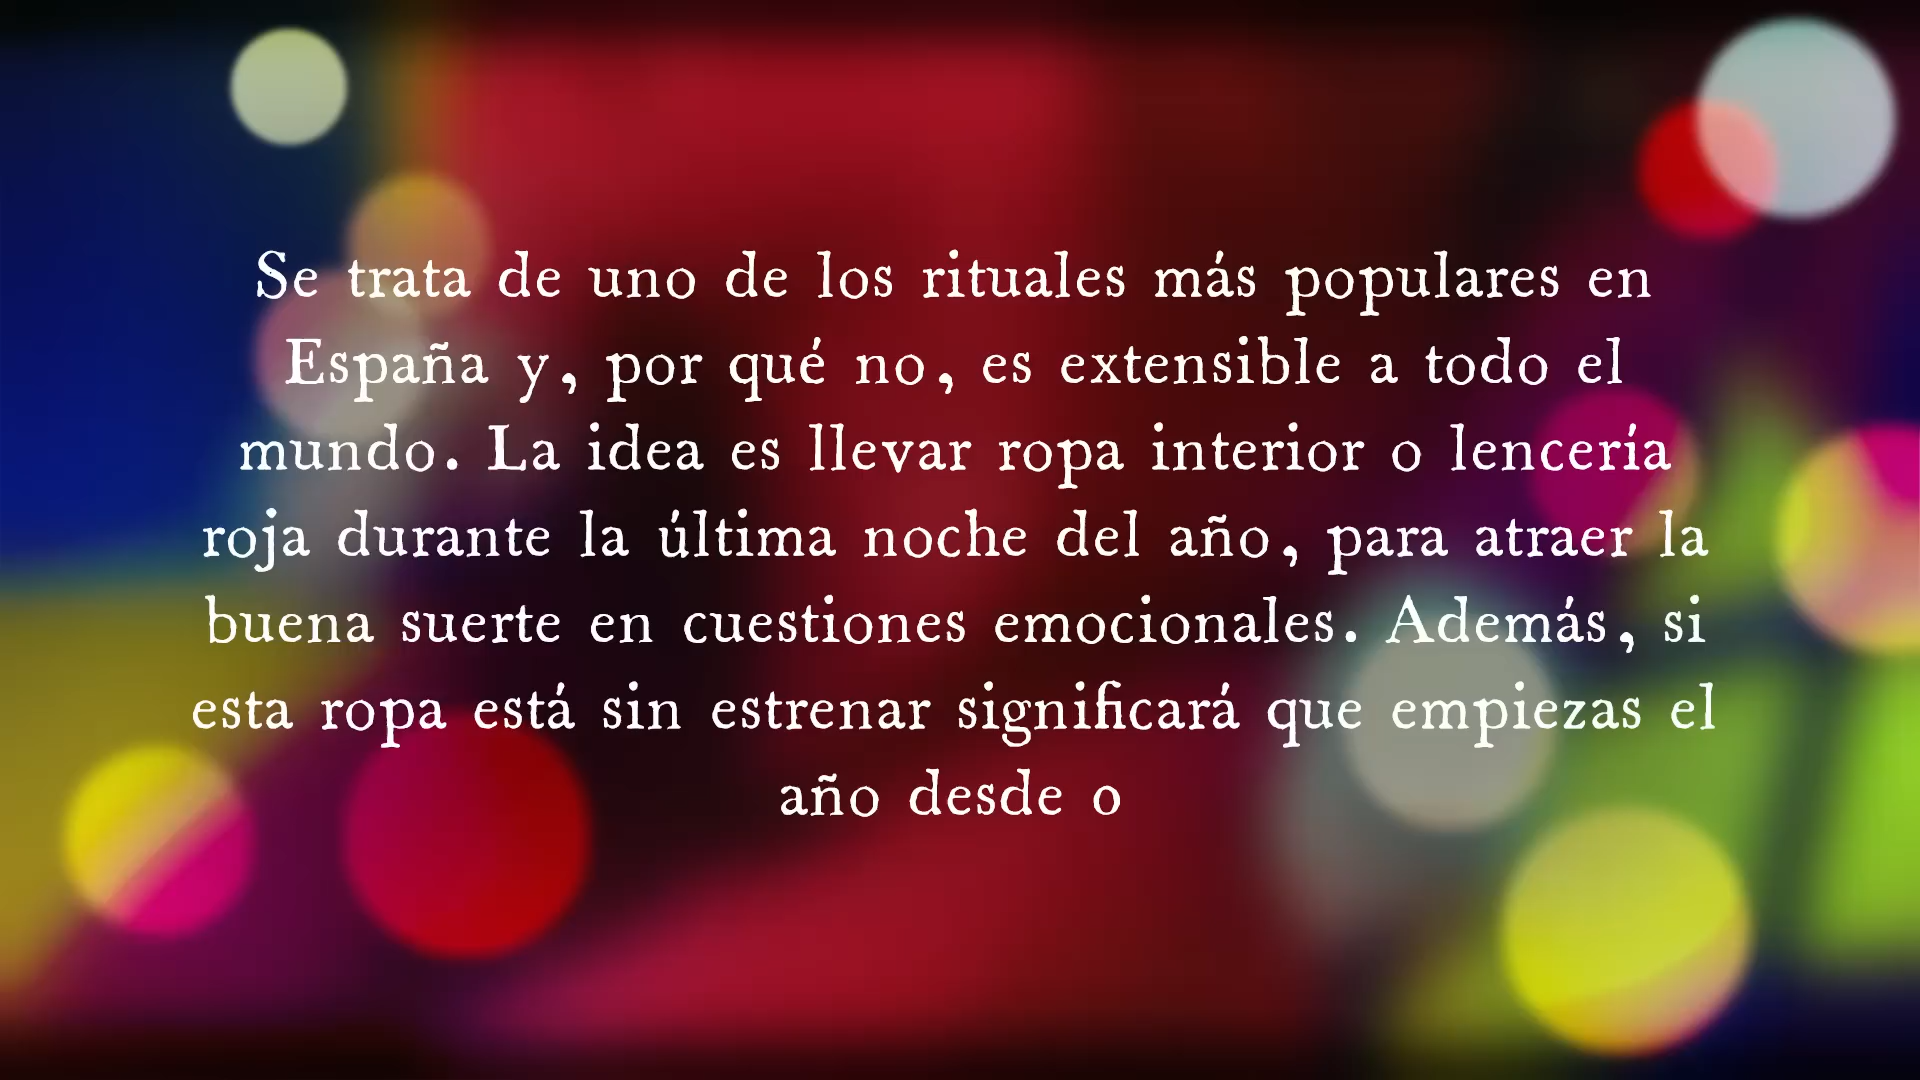 Se trata de uno de los rituales más populares en
España y, por qué no, es extensible a todo el
mundo. La idea es llevar ropa interior o lencería
roja durante la última noche del año, para atraer la
buena suerte en cuestiones emocionales. Además, si
esta ropa está sin estrenar significará que empiezas el
año desde o